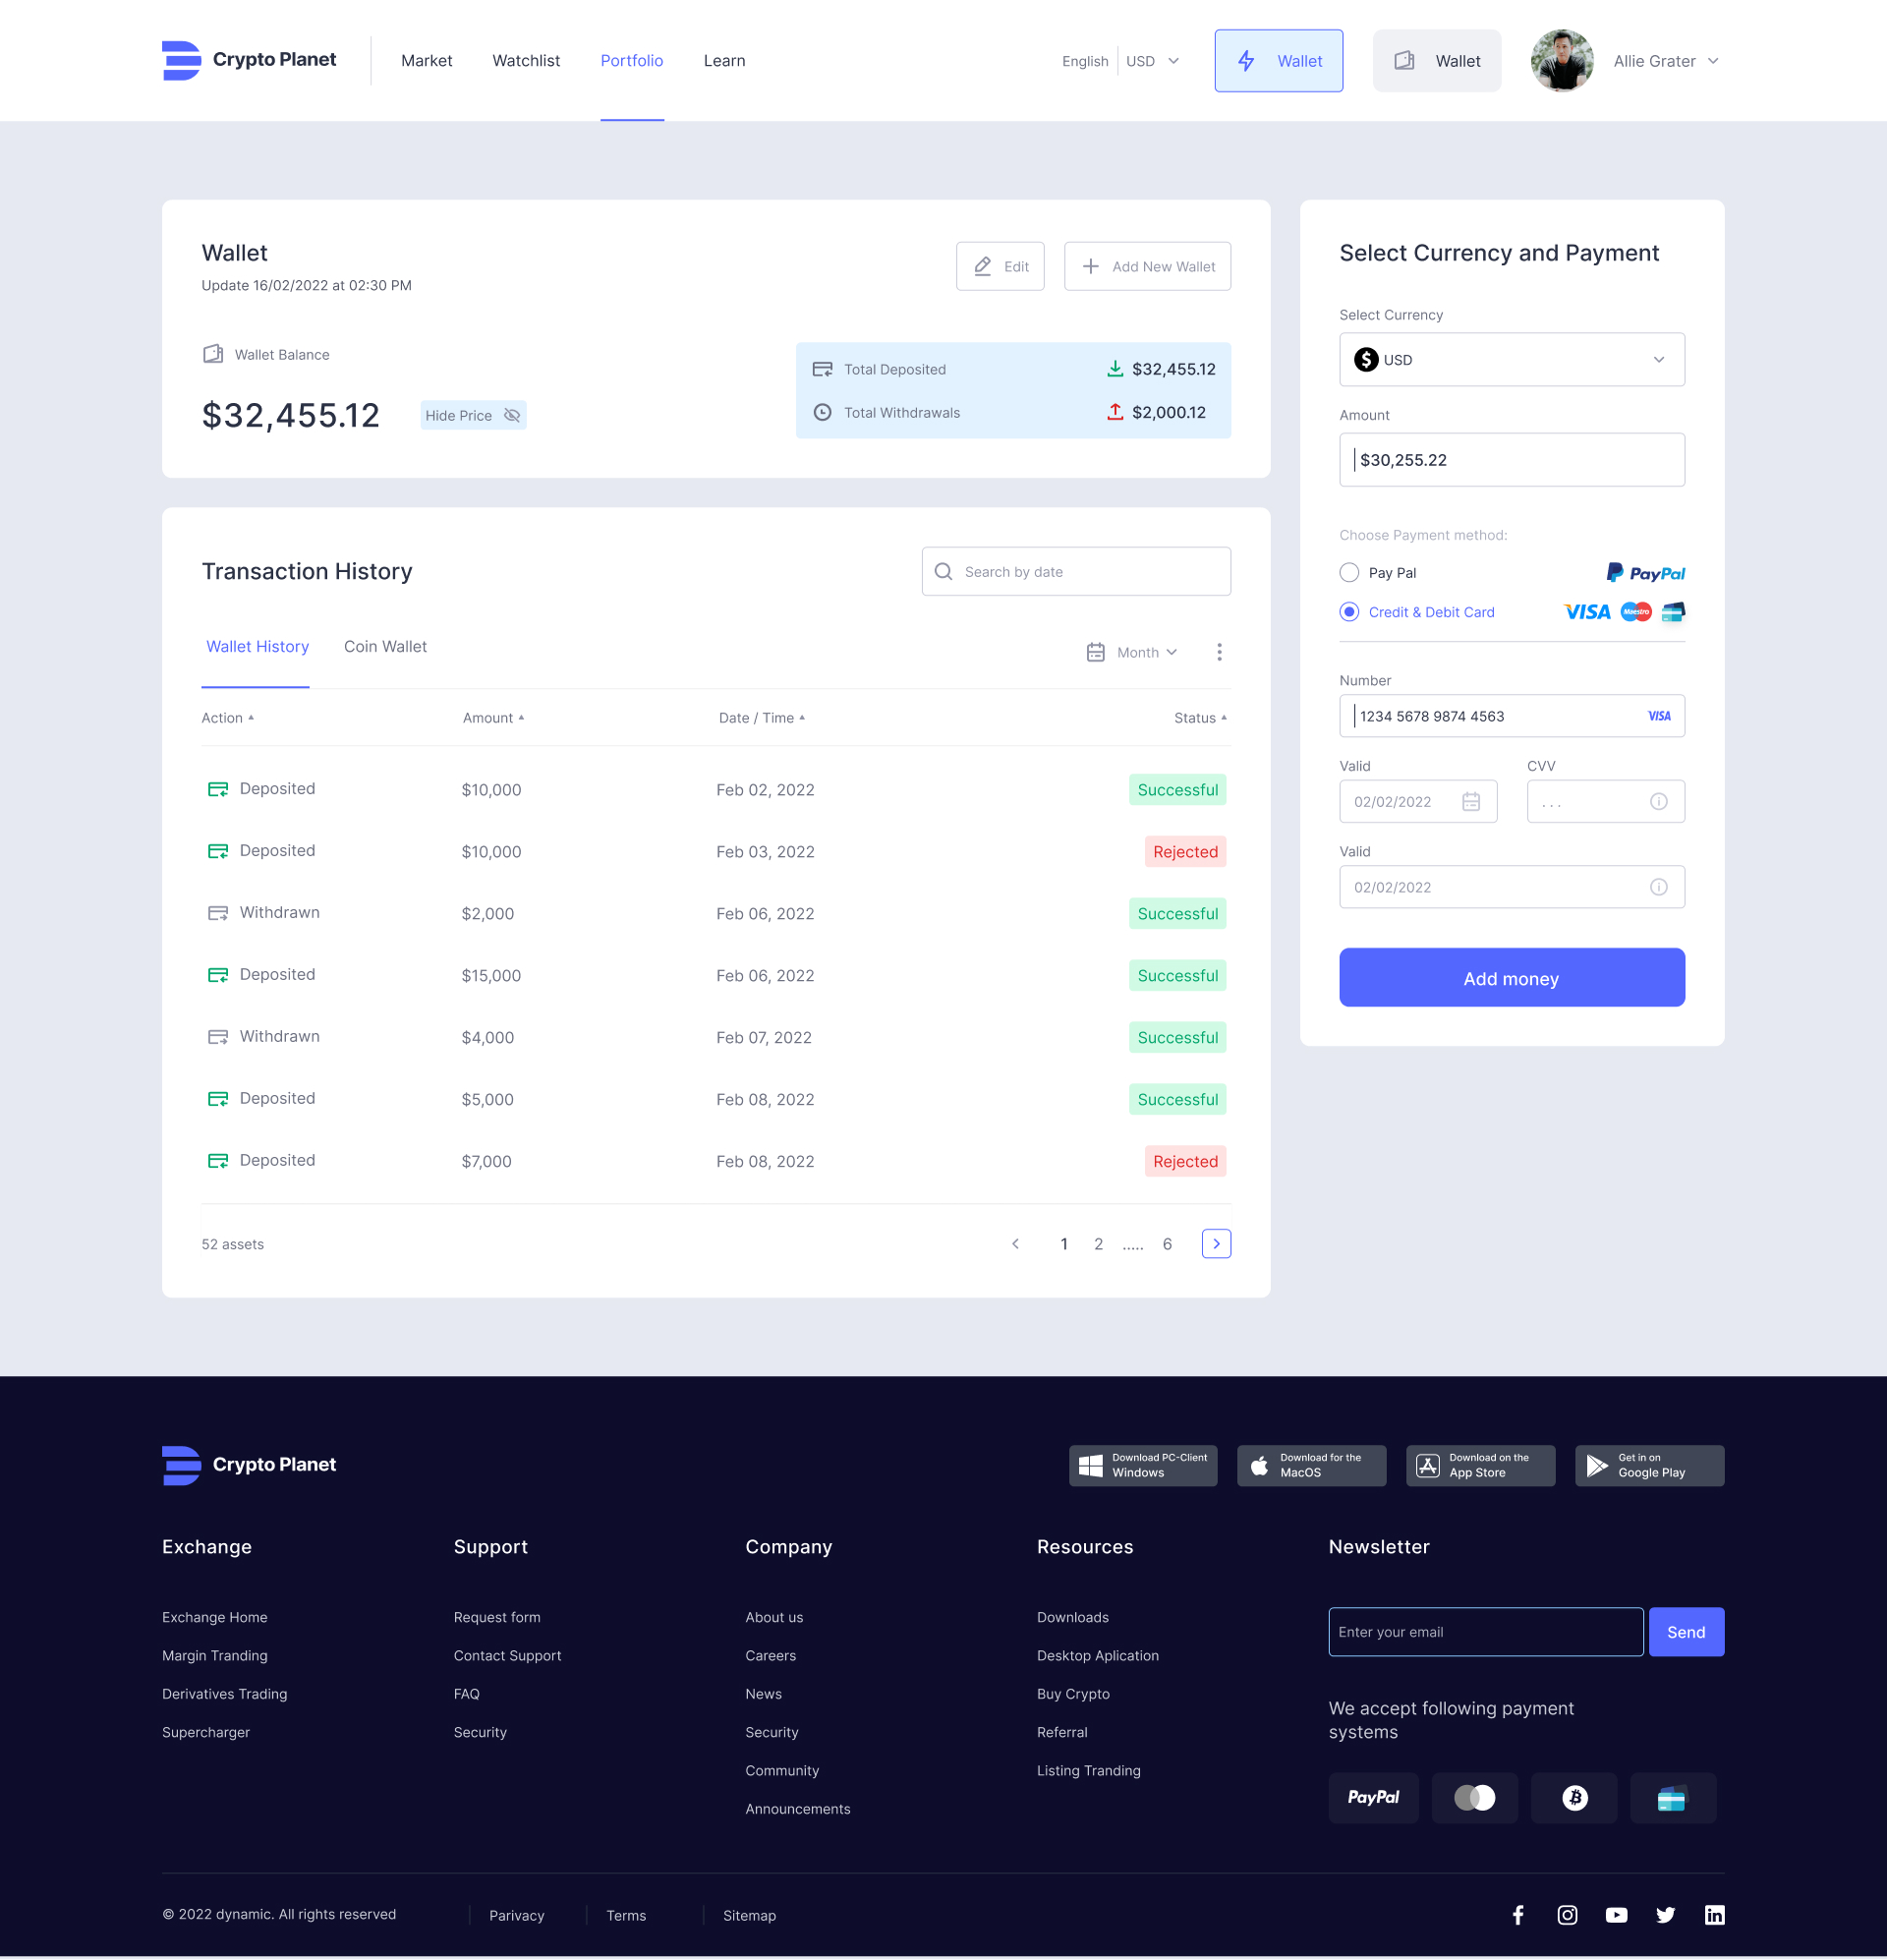 Crypto Planet
Market
Watchlist
Portfolio
Learn
English
USD
Wallet
Wallet
Allie Grater
Wallet
Update 16/02/2022 at 02:30 PM
Edit
Add New Wallet
Wallet Balance
$32,455.12
Hide Price
Total Deposited
$32,455.12
Total Withdrawals
$2,000.12
Transaction History
Search by date
Wallet History
Coin Wallet
Month
Action
Amount
Date / Time
Status
Deposited
$10,000
Feb 02, 2022
Successful
Deposited
$10,000
Feb 03, 2022
Rejected
Withdrawn
$2,000
Feb 06, 2022
Successful
Deposited
$15,000
Feb 06, 2022
Successful
Withdrawn
$4,000
Feb 07, 2022
Successful
Deposited
$5,000
Feb 08, 2022
Successful
Deposited
$7,000
Feb 08, 2022
Rejected
52 assets
1
2
.....
6
Select Currency and Payment
Select Currency
$
USD
Amount
$30,255.22
Choose Payment method:
Pay Pal
PayPal
Credit & Debit Card
VISA
Maestro
Number
1234 5678 9874 4563
VISA
Valid
CVV
02/02/2022
. . .
Valid
02/02/2022
Add money
Crypto Planet
Download PC-Client
Windows
Download for the
MacOS
Download on the
App Store
Get in on
Google Play
Exchange
Exchange Home
Margin Tranding
Derivatives Trading
Supercharger
Support
Request form
Contact Support
FAQ
Security
Company
About us
Careers
News
Security
Community
Announcements
Resources
Downloads
Desktop Aplication
Buy Crypto
Referral
Listing Tranding
Newsletter
Enter your email
Send
We accept following payment
systems
PayPal
© 2022 dynamic. All rights reserved
Parivacy
Terms
Sitemap